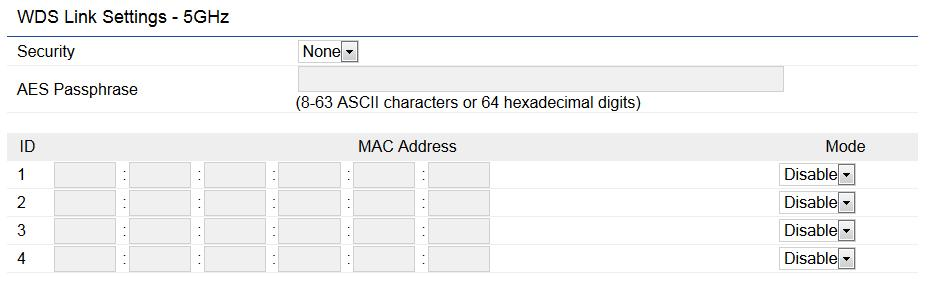 WDS Link Settings - 5GHz
Security None
AES Passphrase
(8-63 ASCII characters or 64 hexadecimal digits)
ID MAC Address Mode
1 : : : : : Disable
2 : : : : : Disable
3 : : : : : Disable
4 : : : : : Disable